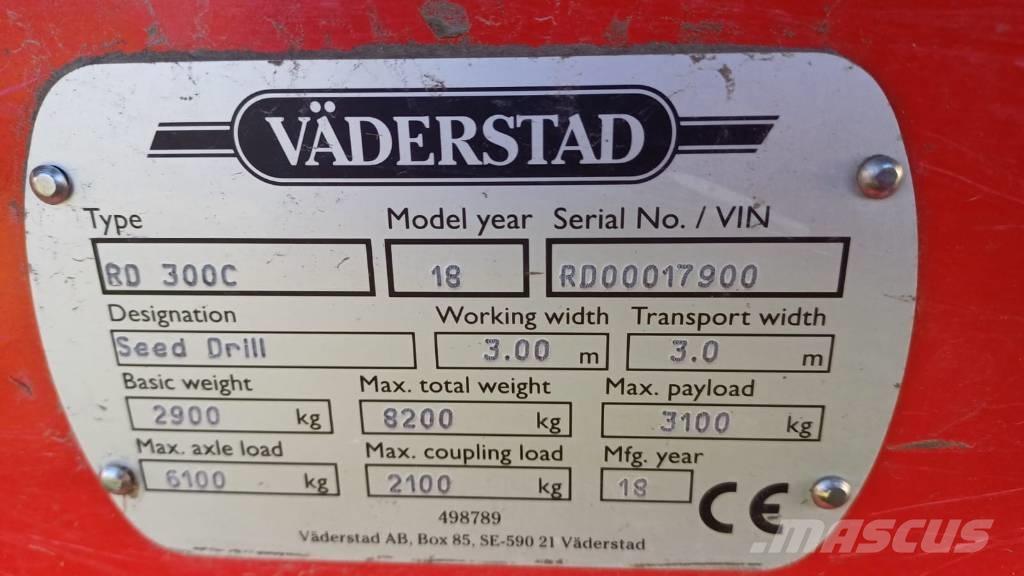 VÄDERSTAD
Type Model year Serial No. / VIN
RD 300C 18 RD00017900
Designation Working width Transport width
Seed Drill 3.00 m 3.0 m
Basic weight Max. total weight Max. payload
2900 kg 8200 kg 3100 kg
Max. axle load Max. coupling load Mfg. year
6100 kg 2100 kg 18
CE
498789
Väderstad AB, Box 85, SE-590 21 Väderstad
MASCUS